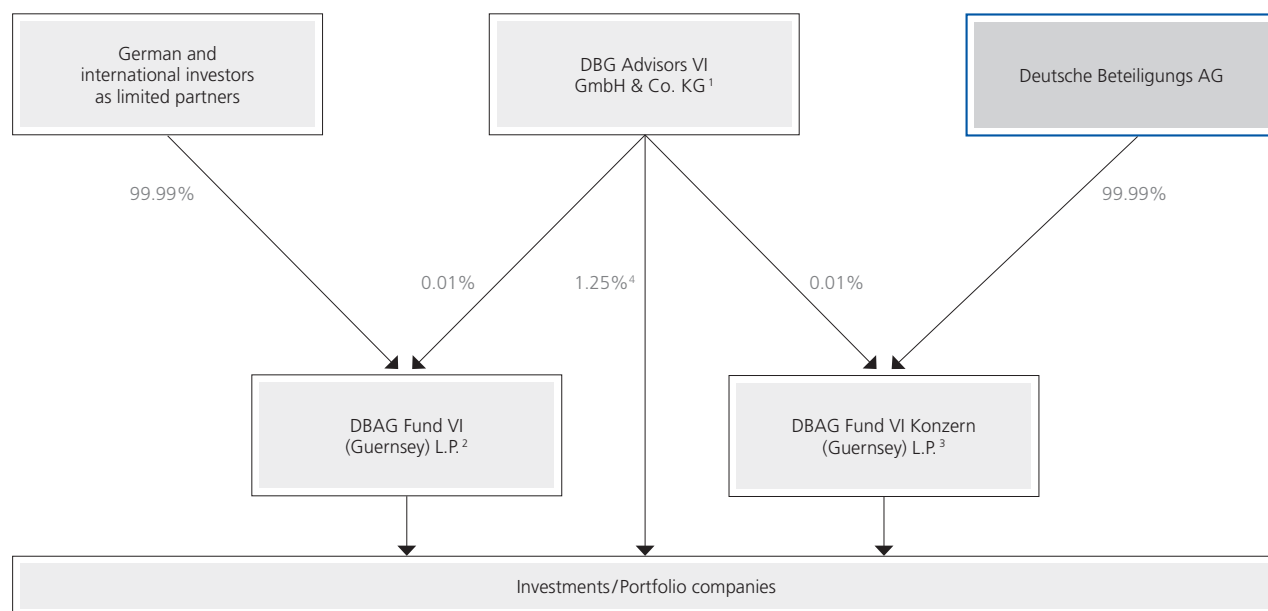 German and
international investors
as limited partners
DBG Advisors VI
GmbH & Co. KG 1
Deutsche Beteiligungs AG
99.99%
99.99%
0.01%
1.25%4
0.01%
DBAG Fund VI
(Guernsey) L.P. 2
DBAG Fund VI Konzern
(Guernsey) L.P. 3
Investments/Portfolio companies